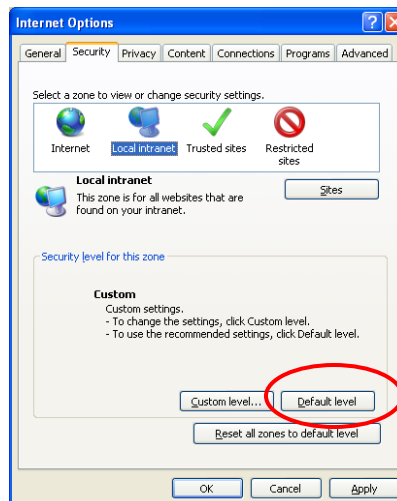 Internet Options
General Security Privacy Content Connections Programs Advanced
Select a zone to view or change security settings.
Internet Local intranet Trusted sites Restricted sites
Local intranet
This zone is for all websites that are
found on your intranet.
Sites
Security level for this zone
Custom
Custom settings.
- To change the settings, click Custom level.
- To use the recommended settings, click Default level.
Custom level... Default level
Reset all zones to default level
OK Cancel Apply